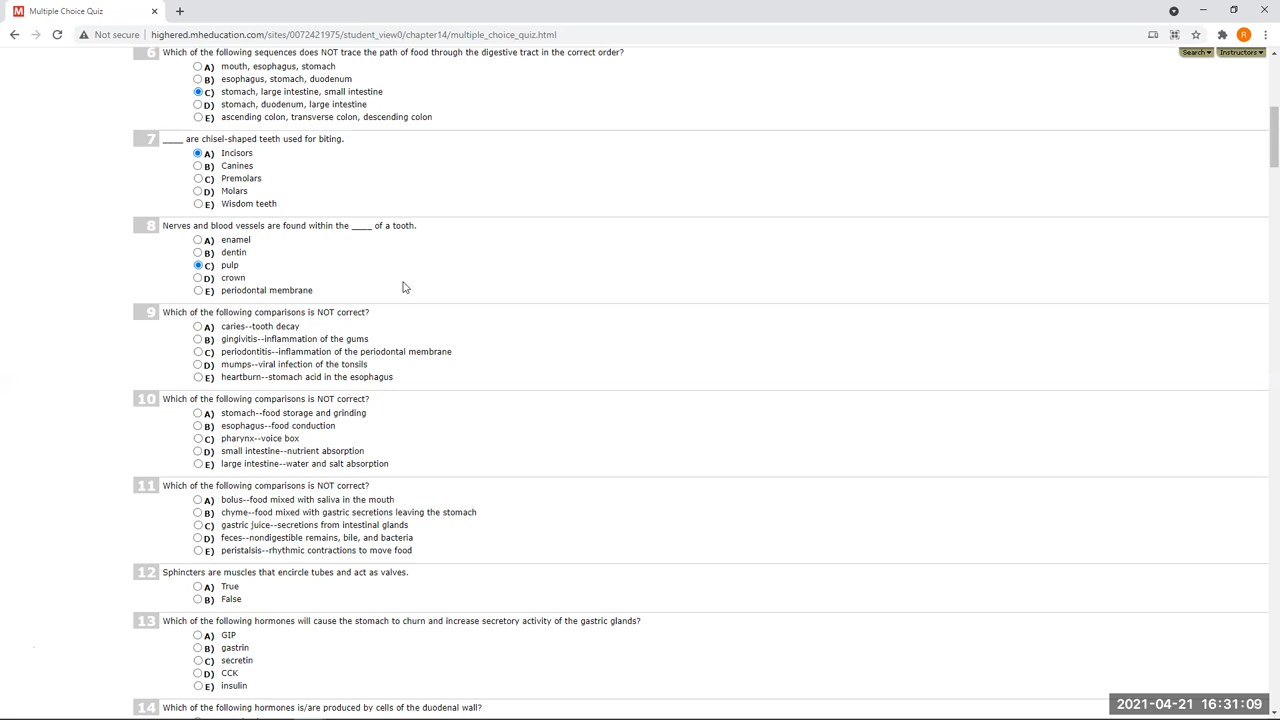 Multiple Choice Quiz
Not secure | highered.mheducation.com/sites/0072421975/student_view0/chapter14/multiple_choice_quiz.html
R
Search Instructors
6 Which of the following sequences does NOT trace the path of food through the digestive tract in the correct order?
A) mouth, esophagus, stomach
B) esophagus, stomach, duodenum
C) stomach, large intestine, small intestine
D) stomach, duodenum, large intestine
E) ascending colon, transverse colon, descending colon
7 ____ are chisel-shaped teeth used for biting.
A) Incisors
B) Canines
C) Premolars
D) Molars
E) Wisdom teeth
8 Nerves and blood vessels are found within the ____ of a tooth.
A) enamel
B) dentin
C) pulp
D) crown
E) periodontal membrane
9 Which of the following comparisons is NOT correct?
A) caries--tooth decay
B) gingivitis--inflammation of the gums
C) periodontitis--inflammation of the periodontal membrane
D) mumps--viral infection of the tonsils
E) heartburn--stomach acid in the esophagus
10 Which of the following comparisons is NOT correct?
A) stomach--food storage and grinding
B) esophagus--food conduction
C) pharynx--voice box
D) small intestine--nutrient absorption
E) large intestine--water and salt absorption
11 Which of the following comparisons is NOT correct?
A) bolus--food mixed with saliva in the mouth
B) chyme--food mixed with gastric secretions leaving the stomach
C) gastric juice--secretions from intestinal glands
D) feces--nondigestible remains, bile, and bacteria
E) peristalsis--rhythmic contractions to move food
12 Sphincters are muscles that encircle tubes and act as valves.
A) True
B) False
13 Which of the following hormones will cause the stomach to churn and increase secretory activity of the gastric glands?
A) GIP
B) gastrin
C) secretin
D) CCK
E) insulin
14 Which of the following hormones is/are produced by cells of the duodenal wall?
2021-04-21 16:31:09